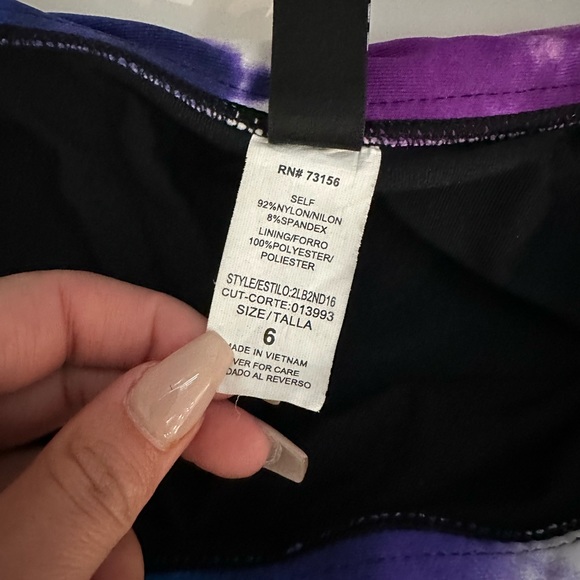 RN# 73156
SELF
92%NYLON/NILON
8%SPANDEX
LINING/FORRO
100%POLYESTER/
POLIESTER
STYLE/ESTILO:2LB2ND16
CUT-CORTE:013993
SIZE/TALLA
6
MADE IN VIETNAM
VER FOR CARE
DADO AL REVERSO